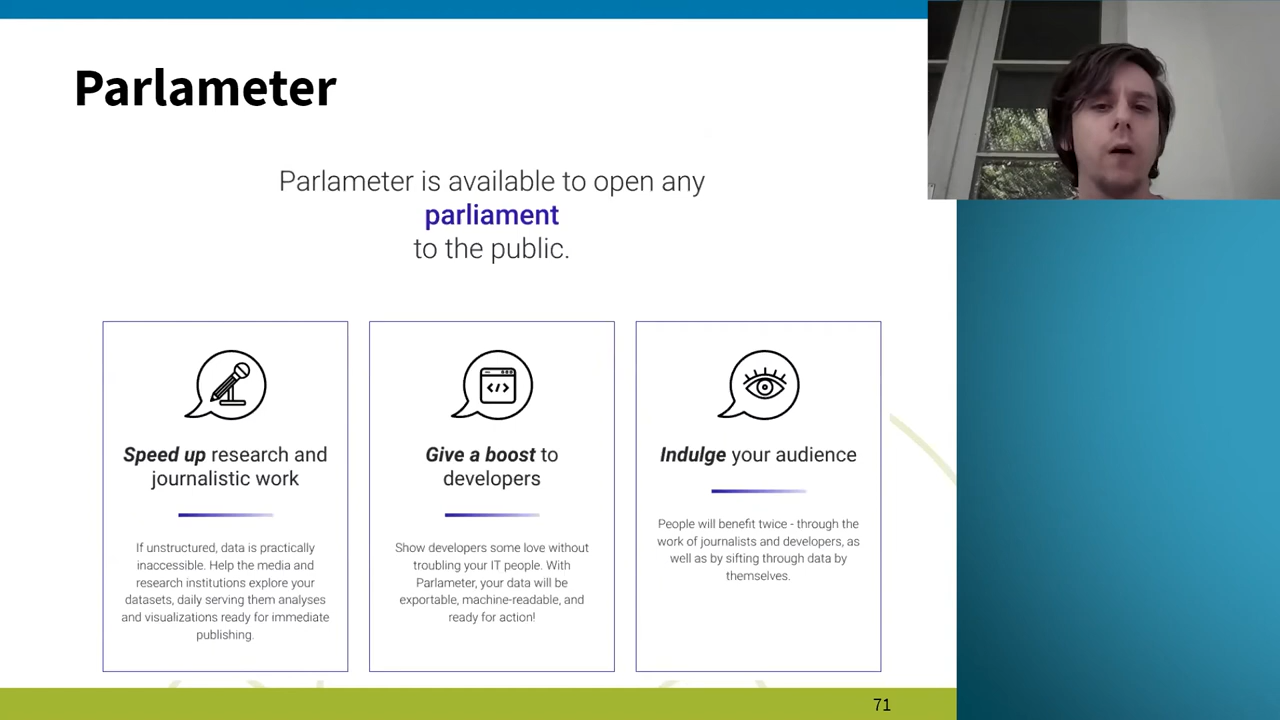 Parlameter
Parlameter is available to open any
parliament
to the public.
Speed up research and
journalistic work
If unstructured, data is practically
inaccessible. Help the media and
research institutions explore your
datasets, daily serving them analyses
and visualizations ready for immediate
publishing.
Give a boost to
developers
Show developers some love without
troubling your IT people. With
Parlameter, your data will be
exportable, machine-readable, and
ready for action!
Indulge your audience
People will benefit twice - through the
work of journalists and developers, as
well as by sifting through data by
themselves.
71